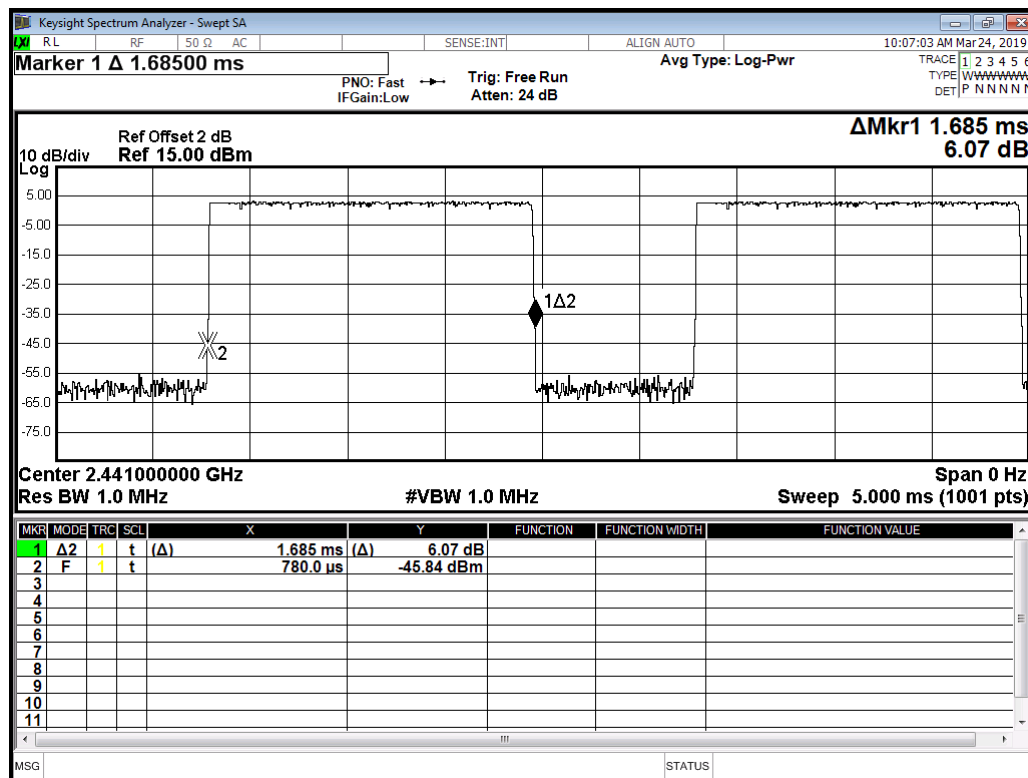 Keysight Spectrum Analyzer - Swept SA
LXI RL RF 50 Ω AC SENSE:INT ALIGN AUTO 10:07:03 AM Mar 24, 2019
Marker 1 Δ 1.68500 ms Avg Type: Log-Pwr TRACE 1 2 3 4 5 6
PNO: Fast Trig: Free Run TYPE WWWWWW
IFGain:Low Atten: 24 dB DET P N N N N N
ΔMkr1 1.685 ms
Ref Offset 2 dB
10 dB/div Ref 15.00 dBm 6.07 dB
Log
5.00
-5.00
-15.0
-25.0
-35.0
1Δ2
-45.0
2
-55.0
-65.0
-75.0
Center 2.441000000 GHz Span 0 Hz
Res BW 1.0 MHz #VBW 1.0 MHz Sweep 5.000 ms (1001 pts)
MKR MODE TRC SCL X Y FUNCTION FUNCTION WIDTH FUNCTION VALUE
1 Δ2 1 t (Δ) 1.685 ms (Δ) 6.07 dB
2 F 1 t 780.0 µs -45.84 dBm
3
4
5
6
7
8
9
10
11
MSG STATUS